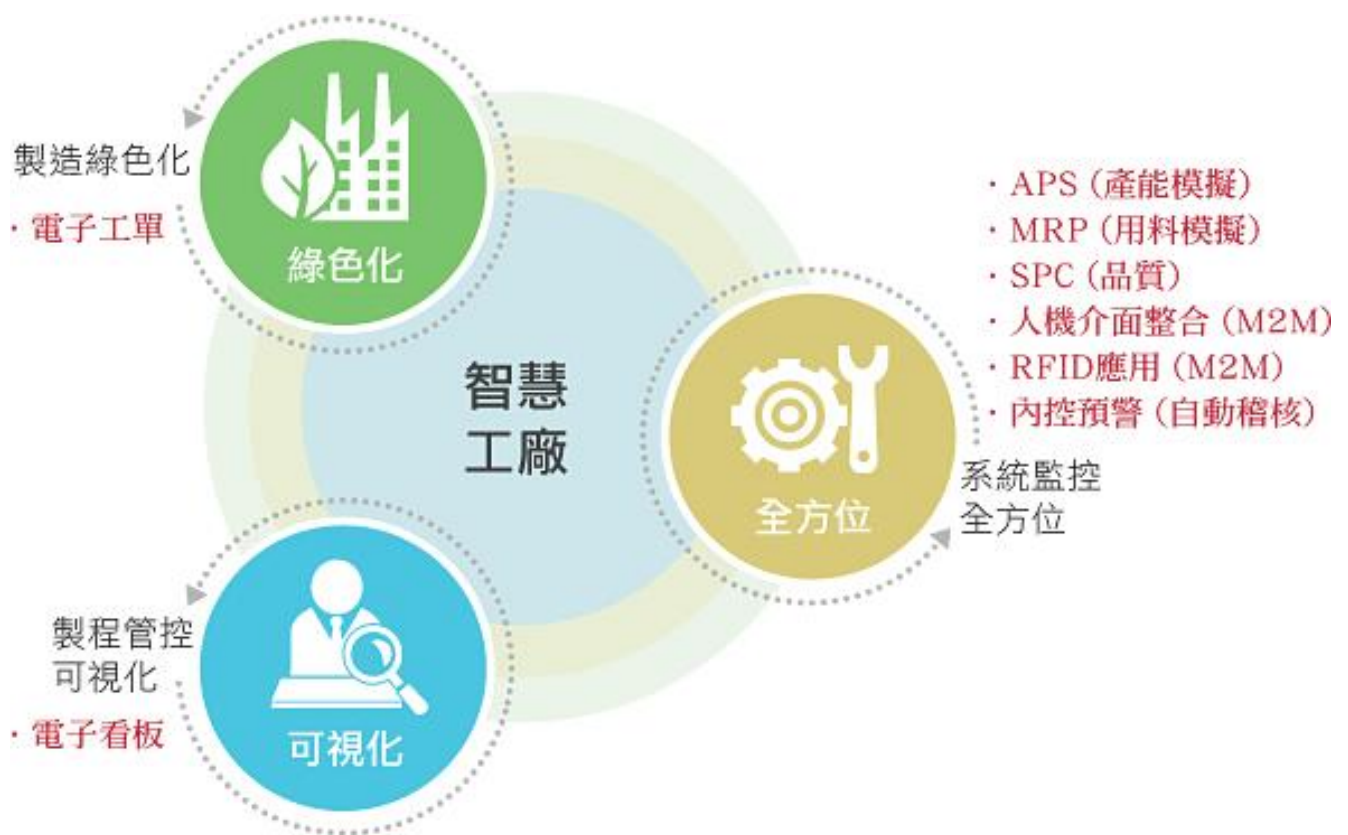 製造綠色化
· 電子工單
綠色化
智慧
工廠
· APS (產能模擬)
· MRP (用料模擬)
· SPC (品質)
· 人機介面整合 (M2M)
· RFID應用 (M2M)
· 內控預警 (自動稽核)
全方位
系統監控
全方位
製程管控
可視化
· 電子看板
可視化